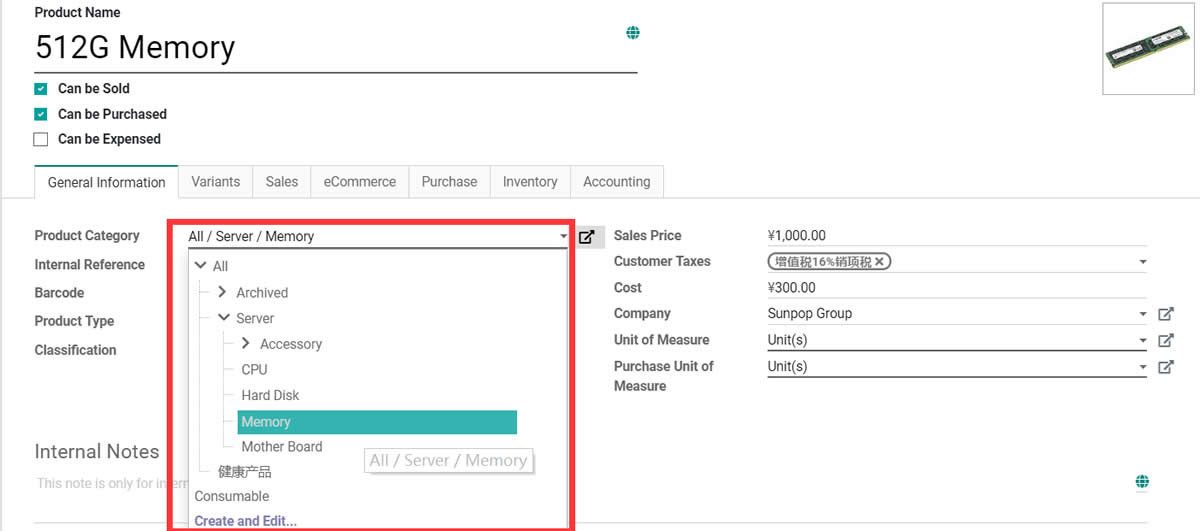 Product Name
512G Memory
Can be Sold
Can be Purchased
Can be Expensed
General Information Variants Sales eCommerce Purchase Inventory Accounting
Product Category All / Server / Memory
Internal Reference
Barcode
Product Type
Classification
All
Archived
Server
Accessory
CPU
Hard Disk
Memory
Mother Board
All / Server / Memory
健康产品
Consumable
Create and Edit...
Sales Price ¥1,000.00
Customer Taxes 增值税16%销项税
Cost ¥300.00
Company Sunpop Group
Unit of Measure Unit(s)
Purchase Unit of Unit(s)
Measure
Internal Notes
This note is only for intern